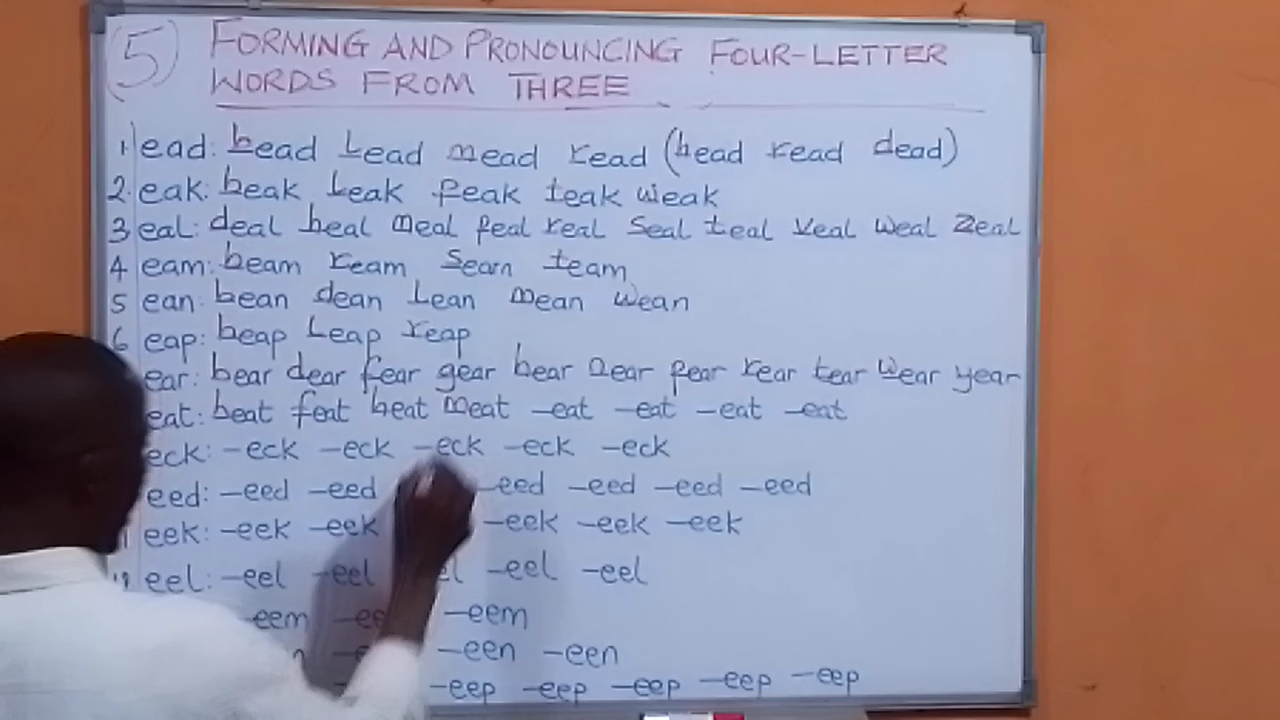 (5) FORMING AND PRONOUNCING FOUR-LETTER
WORDS FROM THREE
1. ead: bead Lead mead read (head read dead)
2. eak: beak Leak peak teak weak
3 eal: deal heal meal peal real Seal teal veal weal Zeal
4 eam: beam ream Seam team
5 ean: bean dean Lean mean wean
6 eap: heap Leap reap
ear: bear dear fear gear hear near pear rear tear wear year
eat: beat feat heat meat –eat –eat –eat –eat
eck: –eck –eck –eck –eck –eck
eed: –eed –eed –eed –eed –eed –eed
eek: –eek –eek –eek –eek –eek
eel: –eel –eel –eel –eel
–eem –eem
–een –een
–eep –eep –eep –eep –eep